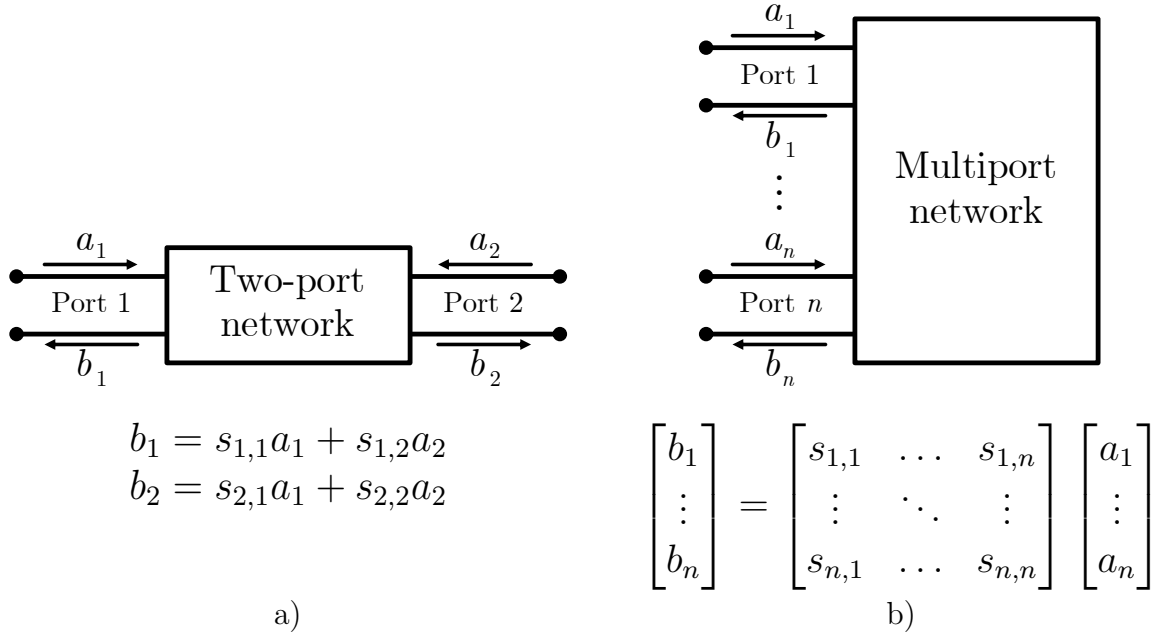 a₁
Port 1
b₁
Two-port
network
a₂
Port 2
b₂
b₁ = s₁,₁a₁ + s₁,₂a₂
b₂ = s₂,₁a₁ + s₂,₂a₂
a)
a₁
Port 1
b₁
⋮
aₙ
Port n
bₙ
Multiport
network
[b₁] = [s₁,₁ … s₁,ₙ] [a₁]
[⋮] [⋮ ⋱ ⋮] [⋮]
[bₙ] [sₙ,₁ … sₙ,ₙ] [aₙ]
b)